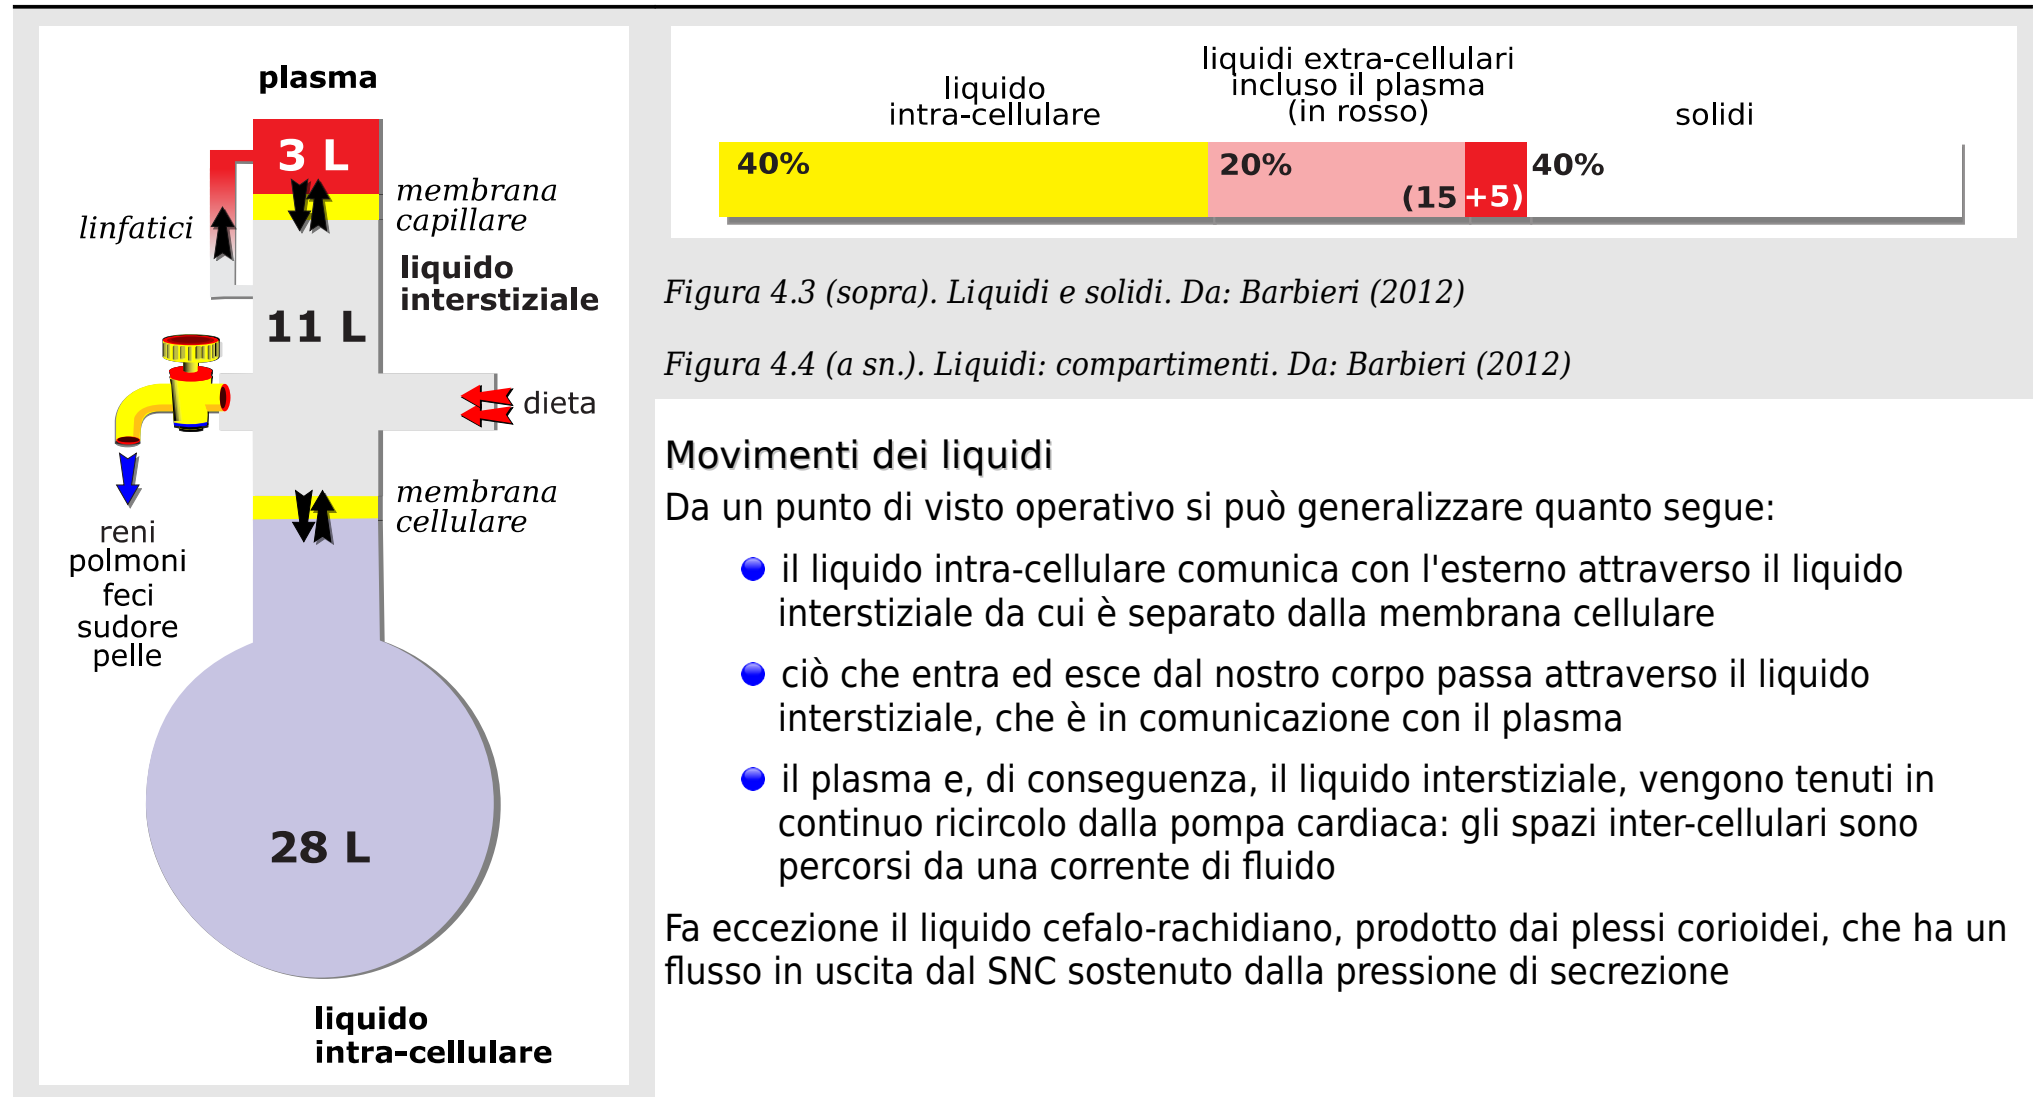 plasma
3 L
membrana
capillare
linfatici
liquido
interstiziale
11 L
dieta
membrana
cellulare
reni
polmoni
feci
sudore
pelle
28 L
liquido
intra-cellulare
liquido
intra-cellulare
liquidi extra-cellulari
incluso il plasma
(in rosso)
solidi
40%
20%
(15 +5)
40%
Figura 4.3 (sopra). Liquidi e solidi. Da: Barbieri (2012)
Figura 4.4 (a sn.). Liquidi: compartimenti. Da: Barbieri (2012)
Movimenti dei liquidi
Da un punto di visto operativo si può generalizzare quanto segue:
il liquido intra-cellulare comunica con l'esterno attraverso il liquido
interstiziale da cui è separato dalla membrana cellulare
ciò che entra ed esce dal nostro corpo passa attraverso il liquido
interstiziale, che è in comunicazione con il plasma
il plasma e, di conseguenza, il liquido interstiziale, vengono tenuti in
continuo ricircolo dalla pompa cardiaca: gli spazi inter-cellulari sono
percorsi da una corrente di fluido
Fa eccezione il liquido cefalo-rachidiano, prodotto dai plessi corioidei, che ha un
flusso in uscita dal SNC sostenuto dalla pressione di secrezione